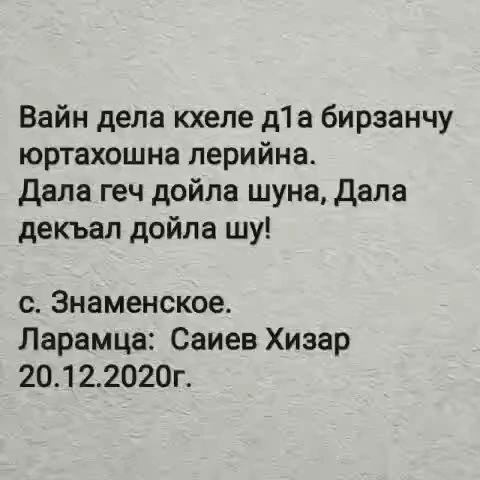 Вайн дела кхеле д1а бирзанчу
юртахошна лерийна.
Дала геч дойла шуна, Дала
декъал дойла шу!
с. Знаменское.
Ларамца: Саиев Хизар
20.12.2020г.